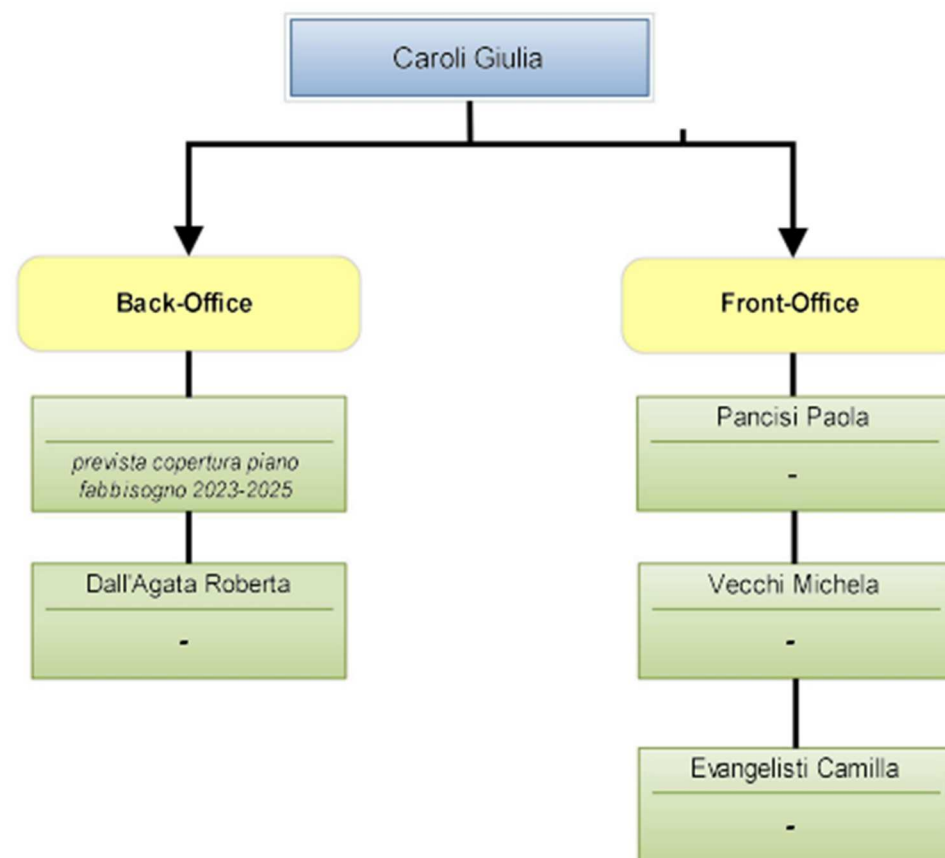 Caroli Giulia
Back-Office
Front-Office
prevista copertura piano
fabbisogno 2023-2025
Dall'Agata Roberta
-
Pancisi Paola
-
Vecchi Michela
-
Evangelisti Camilla
-